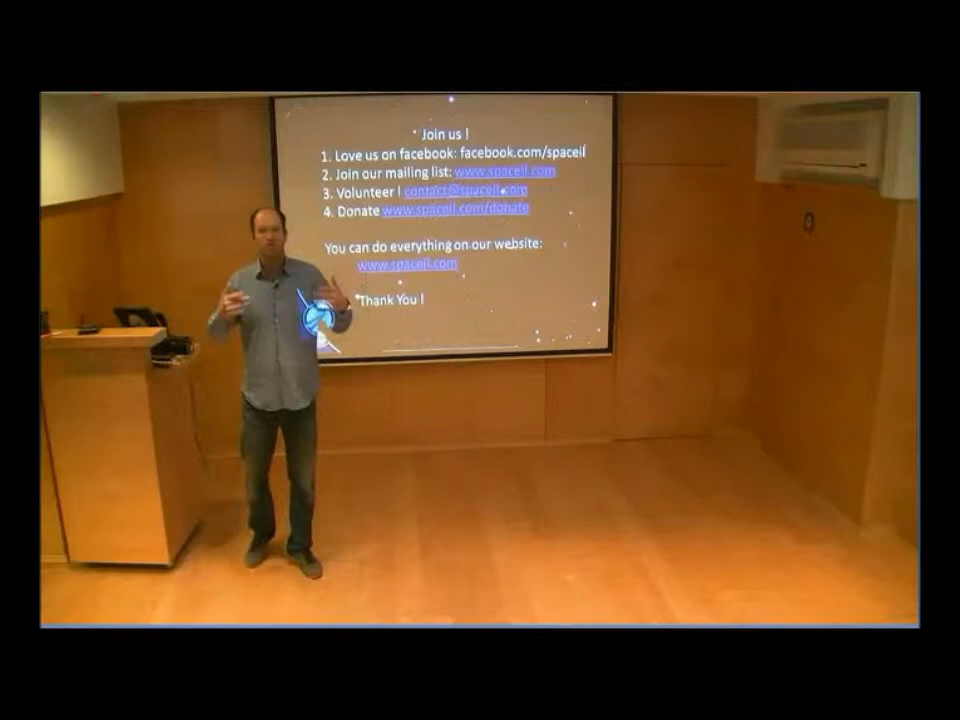 Join us !
1. Love us on facebook: facebook.com/spaceil
2. Join our mailing list: www.spaceil.com
3. Volunteer ! contact@spaceil.com
4. Donate www.spaceil.com/donate
You can do everything on our website:
www.spaceil.com
Thank You !